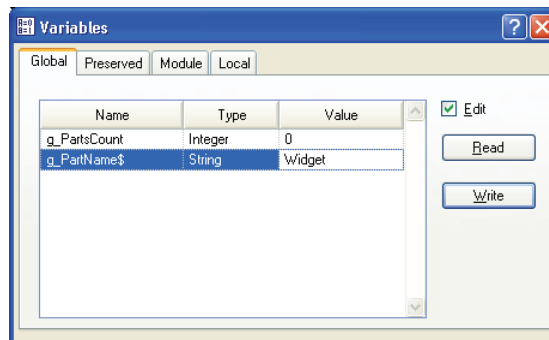 Variables
Global Preserved Module Local
Name Type Value
Edit
g_PartsCount Integer 0
Read
g_PartName$ String Widget
Write